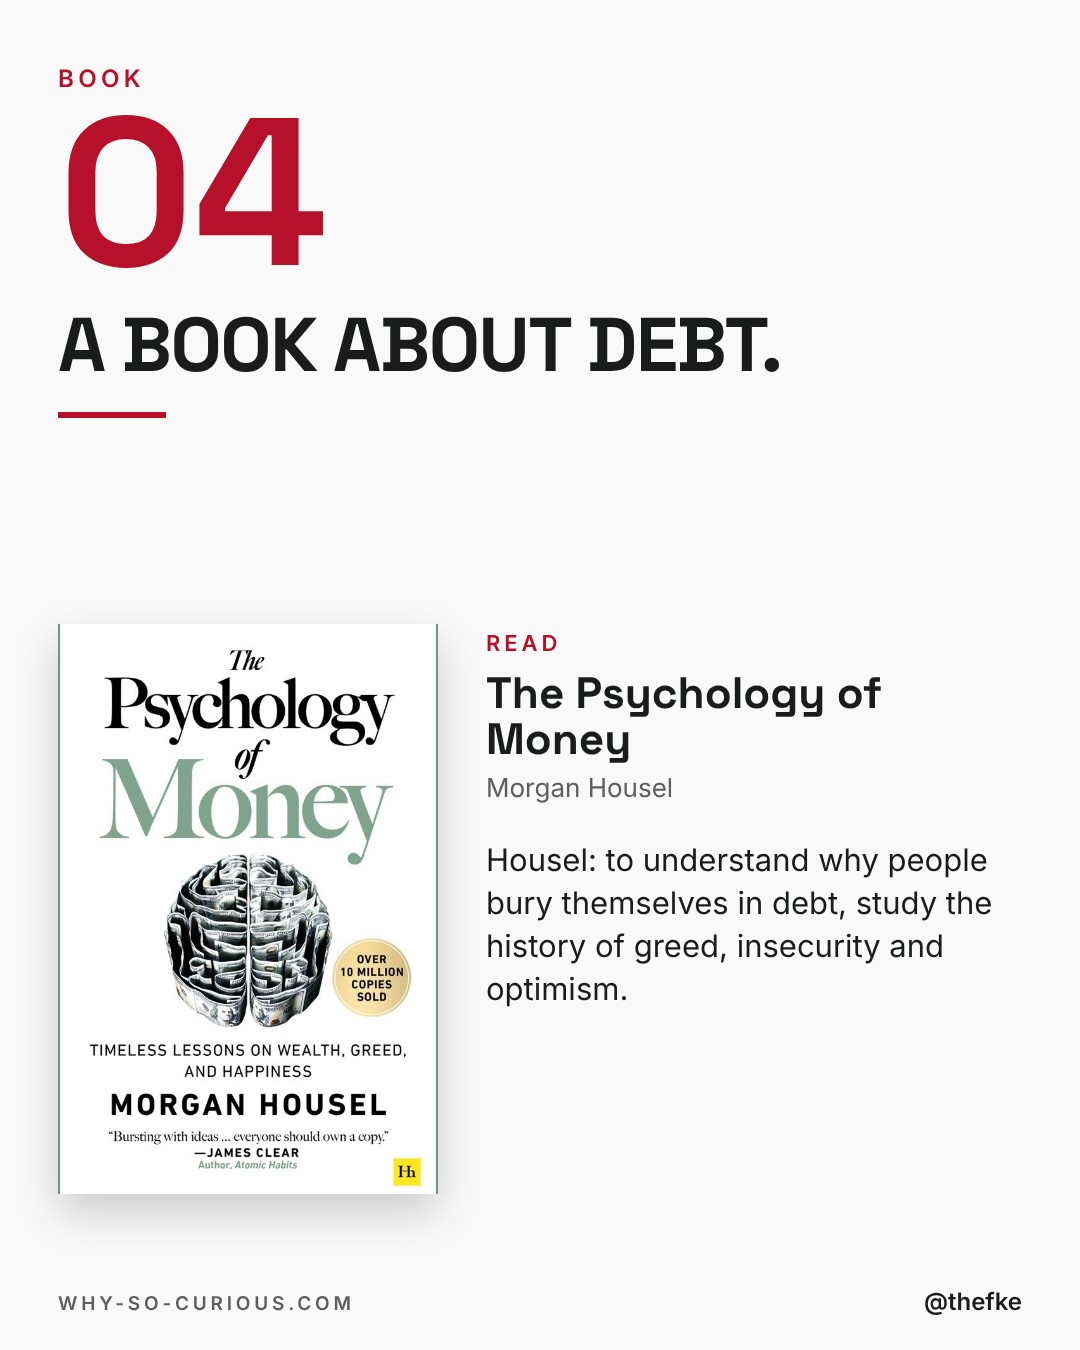 BOOK
04
A BOOK ABOUT DEBT.
The
Psychology
of
Money
OVER
10 MILLION
COPIES
SOLD
TIMELESS LESSONS ON WEALTH, GREED,
AND HAPPINESS
MORGAN HOUSEL
“Bursting with ideas ... everyone should own a copy.”
—JAMES CLEAR
Author, Atomic Habits
Hh
READ
The Psychology of
Money
Morgan Housel
Housel: to understand why people
bury themselves in debt, study the
history of greed, insecurity and
optimism.
WHY-SO-CURIOUS.COM
@thefke